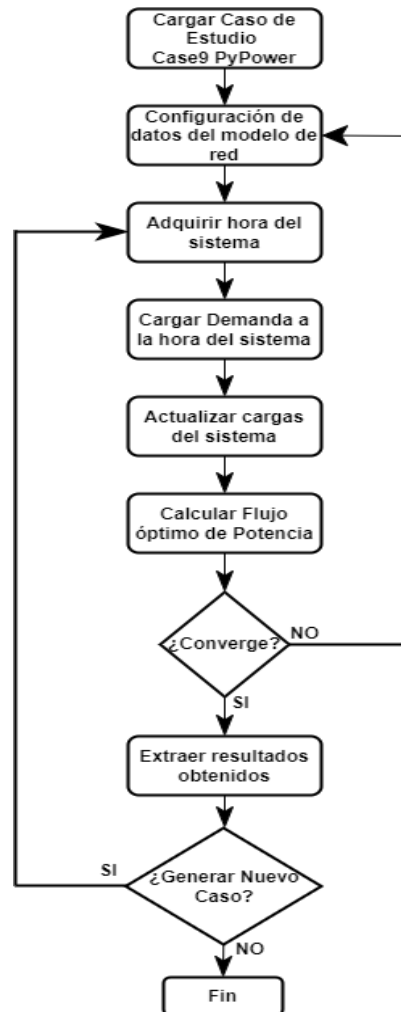 Cargar Caso de
Estudio
Case9 PyPower
Configuración de
datos del modelo de
red
Adquirir hora del
sistema
Cargar Demanda a
la hora del sistema
Actualizar cargas
del sistema
Calcular Flujo
óptimo de Potencia
¿Converge?
NO
SI
Extraer resultados
obtenidos
¿Generar Nuevo
Caso?
SI
NO
Fin